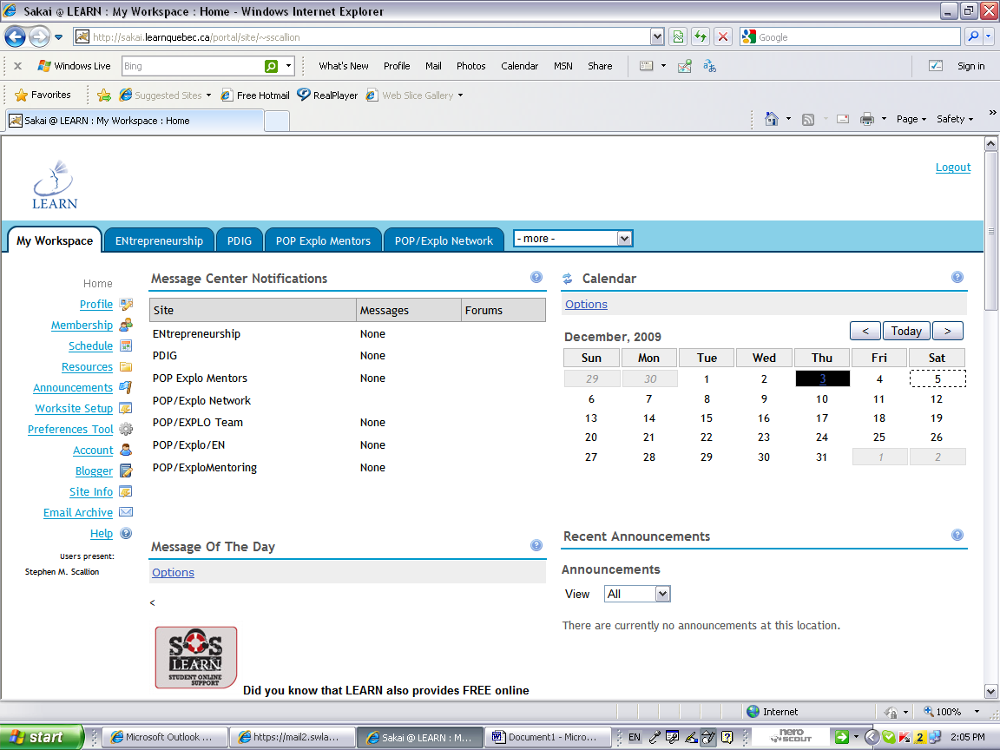 Sakai @ LEARN : My Workspace : Home - Windows Internet Explorer
http://sakai.learnquebec.ca/portal/site/~sscallion
Google
Windows Live
Bing
What's New Profile Mail Photos Calendar MSN Share
Sign in
Favorites
Suggested Sites
Free Hotmail
RealPlayer
Web Slice Gallery
Sakai @ LEARN : My Workspace : Home
Page Safety »
LEARN
Logout
My Workspace ENtrepreneurship PDIG POP Explo Mentors POP/Explo Network - more -
Home
Profile
Membership
Schedule
Resources
Announcements
Worksite Setup
Preferences Tool
Account
Blogger
Site Info
Email Archive
Help
Users present:
Stephen M. Scallion
Message Center Notifications
Site Messages Forums
ENtrepreneurship None
PDIG None
POP Explo Mentors None
POP/Explo Network
POP/EXPLO Team None
POP/Explo/EN None
POP/ExploMentoring None
Calendar
Options
December, 2009
< Today >
Sun Mon Tue Wed Thu Fri Sat
29 30 1 2 3 4 5
6 7 8 9 10 11 12
13 14 15 16 17 18 19
20 21 22 23 24 25 26
27 28 29 30 31 1 2
Message Of The Day
Options
<
SOS
LEARN
STUDENT ONLINE
SUPPORT
Did you know that LEARN also provides FREE online
Recent Announcements
Announcements
View All
There are currently no announcements at this location.
Internet
100%
start
Microsoft Outlook ...
https://mail2.swla...
Sakai @ LEARN : M...
Document1 - Micro...
EN
nero
SCOUT
2
2:05 PM